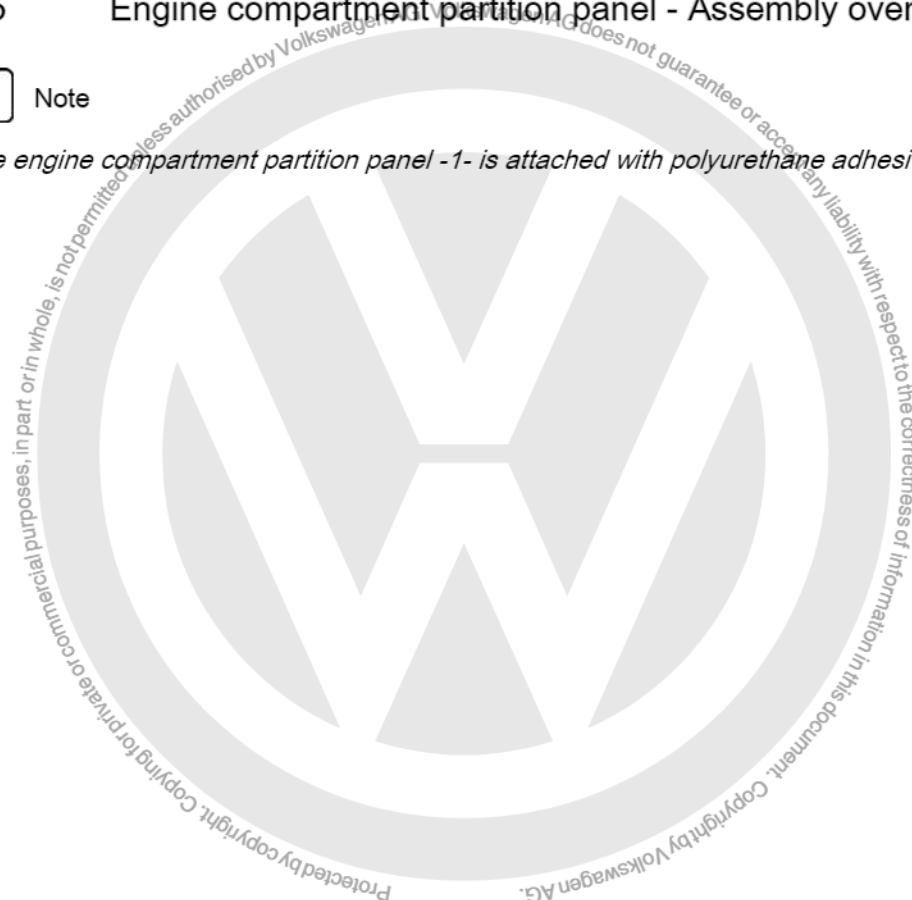 Engine compartment partition panel - Assembly over
Note
e engine compartment partition panel -1- is attached with polyurethane adhesi
Protected by copyright. Copying for private or commercial purposes, in part or in whole, is not permitted unless authorised by Volkswagen AG. Volkswagen AG does not guarantee or accept any liability with respect to the correctness of information in this document. Copyright by Volkswagen AG.